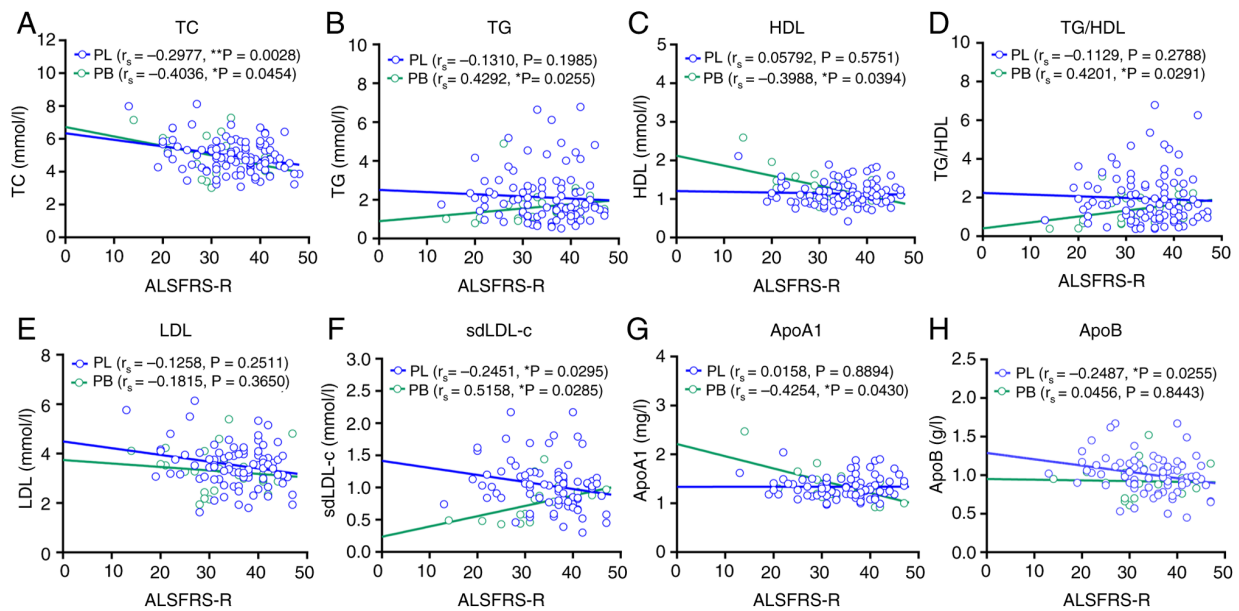 A
TC
PL (rs = –0.2977, **P = 0.0028)
PB (rs = –0.4036, *P = 0.0454)
TC (mmol/l)
12
10
8
6
4
2
0
0 10 20 30 40 50
ALSFRS-R
B
TG
PL (rs = –0.1310, P = 0.1985)
PB (rs = 0.4292, *P = 0.0255)
TG (mmol/l)
10
8
6
4
2
0
0 10 20 30 40 50
ALSFRS-R
C
HDL
PL (rs = 0.05792, P = 0.5751)
PB (rs = –0.3988, *P = 0.0394)
HDL (mmol/l)
5
4
3
2
1
0
0 10 20 30 40 50
ALSFRS-R
D
TG/HDL
PL (rs = –0.1129, P = 0.2788)
PB (rs = 0.4201, *P = 0.0291)
TG/HDL
10
8
6
4
2
0
0 10 20 30 40 50
ALSFRS-R
E
LDL
PL (rs = –0.1258, P = 0.2511)
PB (rs = –0.1815, P = 0.3650)
LDL (mmol/l)
8
6
4
2
0
0 10 20 30 40 50
ALSFRS-R
F
sdLDL-c
PL (rs = –0.2451, *P = 0.0295)
PB (rs = 0.5158, *P = 0.0285)
sdLDL-c (mmol/l)
3.0
2.5
2.0
1.5
1.0
0.5
0.0
0 10 20 30 40 50
ALSFRS-R
G
ApoA1
PL (rs = 0.0158, P = 0.8894)
PB (rs = –0.4254, *P = 0.0430)
ApoA1 (mg/l)
4
3
2
1
0
0 10 20 30 40 50
ALSFRS-R
H
ApoB
PL (rs = –0.2487, *P = 0.0255)
PB (rs = 0.0456, P = 0.8443)
ApoB (g/l)
2.5
2.0
1.5
1.0
0.5
0.0
0 10 20 30 40 50
ALSFRS-R